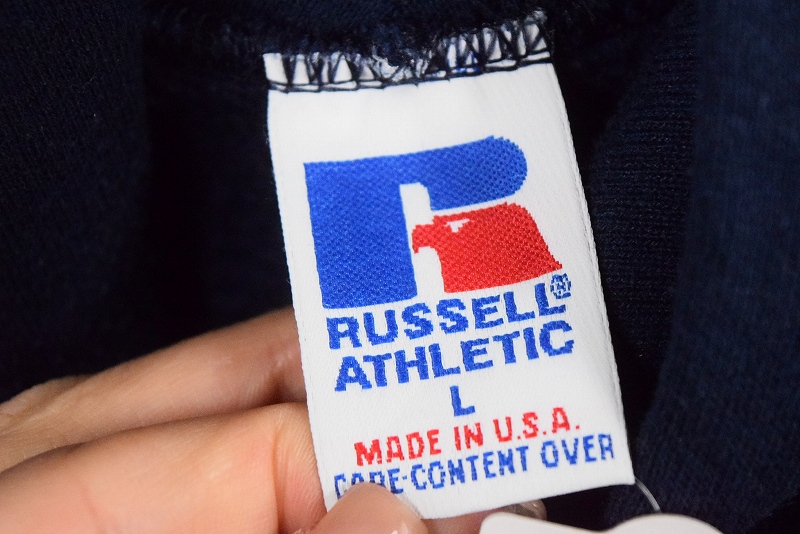 RUSSELL®
ATHLETIC
L
MADE IN U.S.A.
CARE-CONTENT OVER